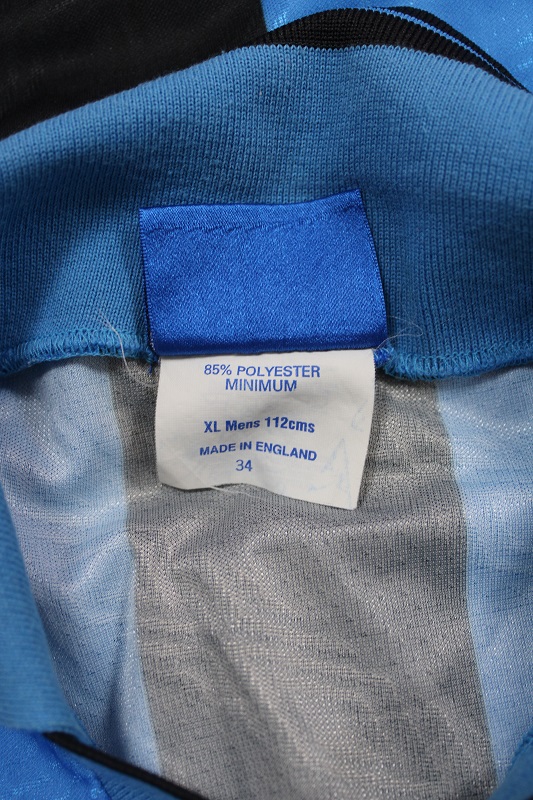 85% POLYESTER
MINIMUM
XL Mens 112cms
MADE IN ENGLAND
34